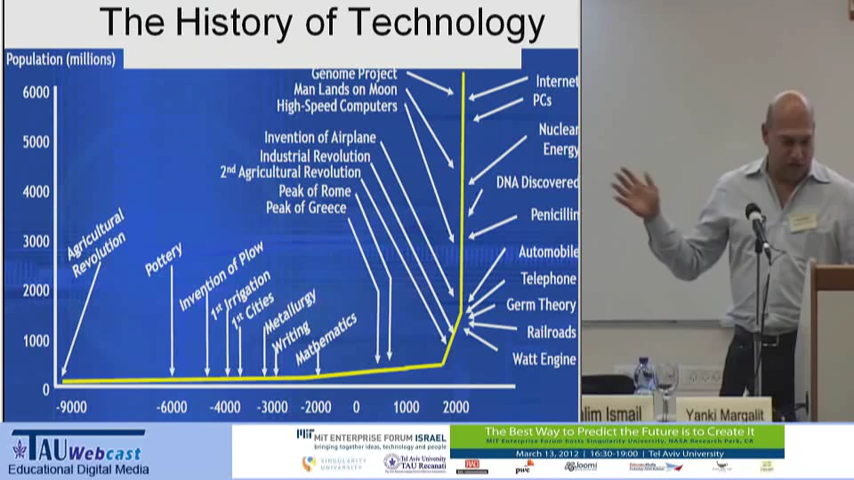 The History of Technology
Population (millions)
6000
5000
4000
3000
2000
1000
0
-9000
-6000
-4000
-3000
-2000
0
1000
2000
Agricultural
Revolution
Pottery
Invention of Plow
1st Irrigation
1st Cities
Metallurgy
Writing
Mathematics
Genome Project
Man Lands on Moon
High-Speed Computers
Invention of Airplane
Industrial Revolution
2nd Agricultural Revolution
Peak of Rome
Peak of Greece
Internet
PCs
Nuclear
Energy
DNA Discovered
Penicillin
Automobile
Telephone
Germ Theory
Railroads
Watt Engine
alim Ismail
Yanki Margalit
TAU Webcast
Educational Digital Media
MIT ENTERPRISE FORUM ISRAEL
bringing together ideas, technology and people
SINGULARITY
UNIVERSITY
Tel Aviv University
TAU Recanati
The Best Way to Predict the Future is to Create It
MIT Enterprise Forum hosts Singularity University, NASA Research Park, CA
March 13, 2012 | 16:30-19:00 | Tel Aviv University
pwc